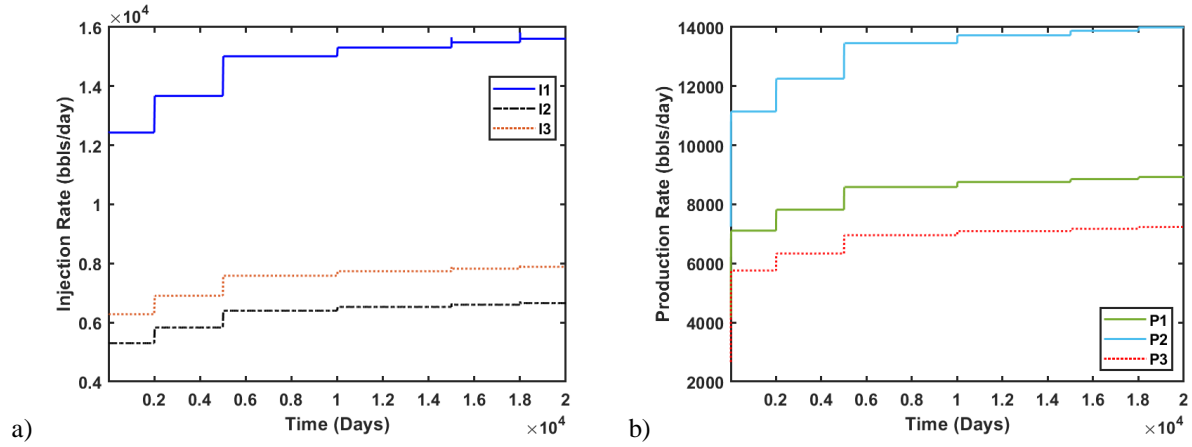 ×10⁴
1.6
1.4
1.2
1
0.8
0.6
0.4
Injection Rate (bbls/day)
I1
I2
I3
0.2 0.4 0.6 0.8 1 1.2 1.4 1.6 1.8 2
Time (Days)
×10⁴
a)
14000
12000
10000
8000
6000
4000
2000
Production Rate (bbls/day)
P1
P2
P3
0.2 0.4 0.6 0.8 1 1.2 1.4 1.6 1.8 2
Time (Days)
×10⁴
b)